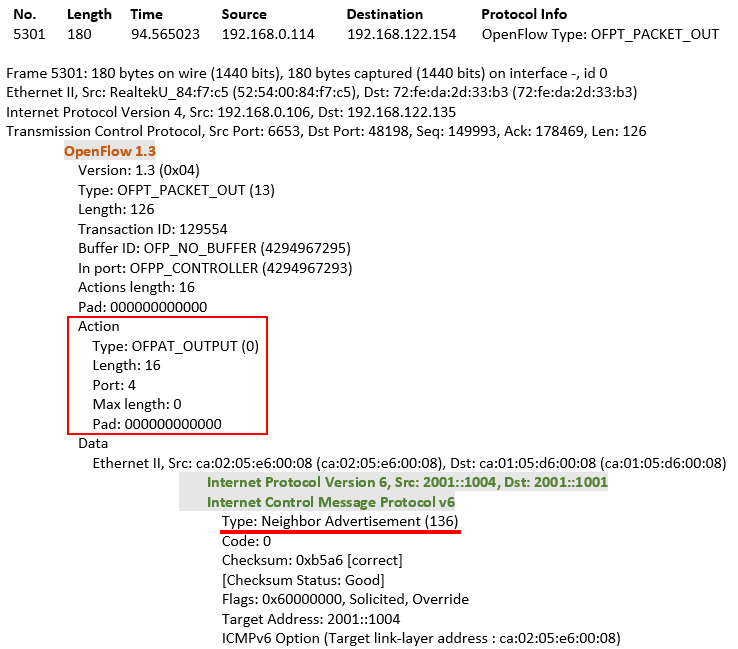 No. Length Time Source Destination Protocol Info
5301 180 94.565023 192.168.0.114 192.168.122.154 OpenFlow Type: OFPT_PACKET_OUT
Frame 5301: 180 bytes on wire (1440 bits), 180 bytes captured (1440 bits) on interface -, id 0
Ethernet II, Src: RealtekU_84:f7:c5 (52:54:00:84:f7:c5), Dst: 72:fe:da:2d:33:b3 (72:fe:da:2d:33:b3)
Internet Protocol Version 4, Src: 192.168.0.106, Dst: 192.168.122.135
Transmission Control Protocol, Src Port: 6653, Dst Port: 48198, Seq: 149993, Ack: 178469, Len: 126
OpenFlow 1.3
Version: 1.3 (0x04)
Type: OFPT_PACKET_OUT (13)
Length: 126
Transaction ID: 129554
Buffer ID: OFP_NO_BUFFER (4294967295)
In port: OFPP_CONTROLLER (4294967293)
Actions length: 16
Pad: 000000000000
Action
Type: OFPAT_OUTPUT (0)
Length: 16
Port: 4
Max length: 0
Pad: 000000000000
Data
Ethernet II, Src: ca:02:05:e6:00:08 (ca:02:05:e6:00:08), Dst: ca:01:05:d6:00:08 (ca:01:05:d6:00:08)
Internet Protocol Version 6, Src: 2001::1004, Dst: 2001::1001
Internet Control Message Protocol v6
Type: Neighbor Advertisement (136)
Code: 0
Checksum: 0xb5a6 [correct]
[Checksum Status: Good]
Flags: 0x60000000, Solicited, Override
Target Address: 2001::1004
ICMPv6 Option (Target link-layer address : ca:02:05:e6:00:08)